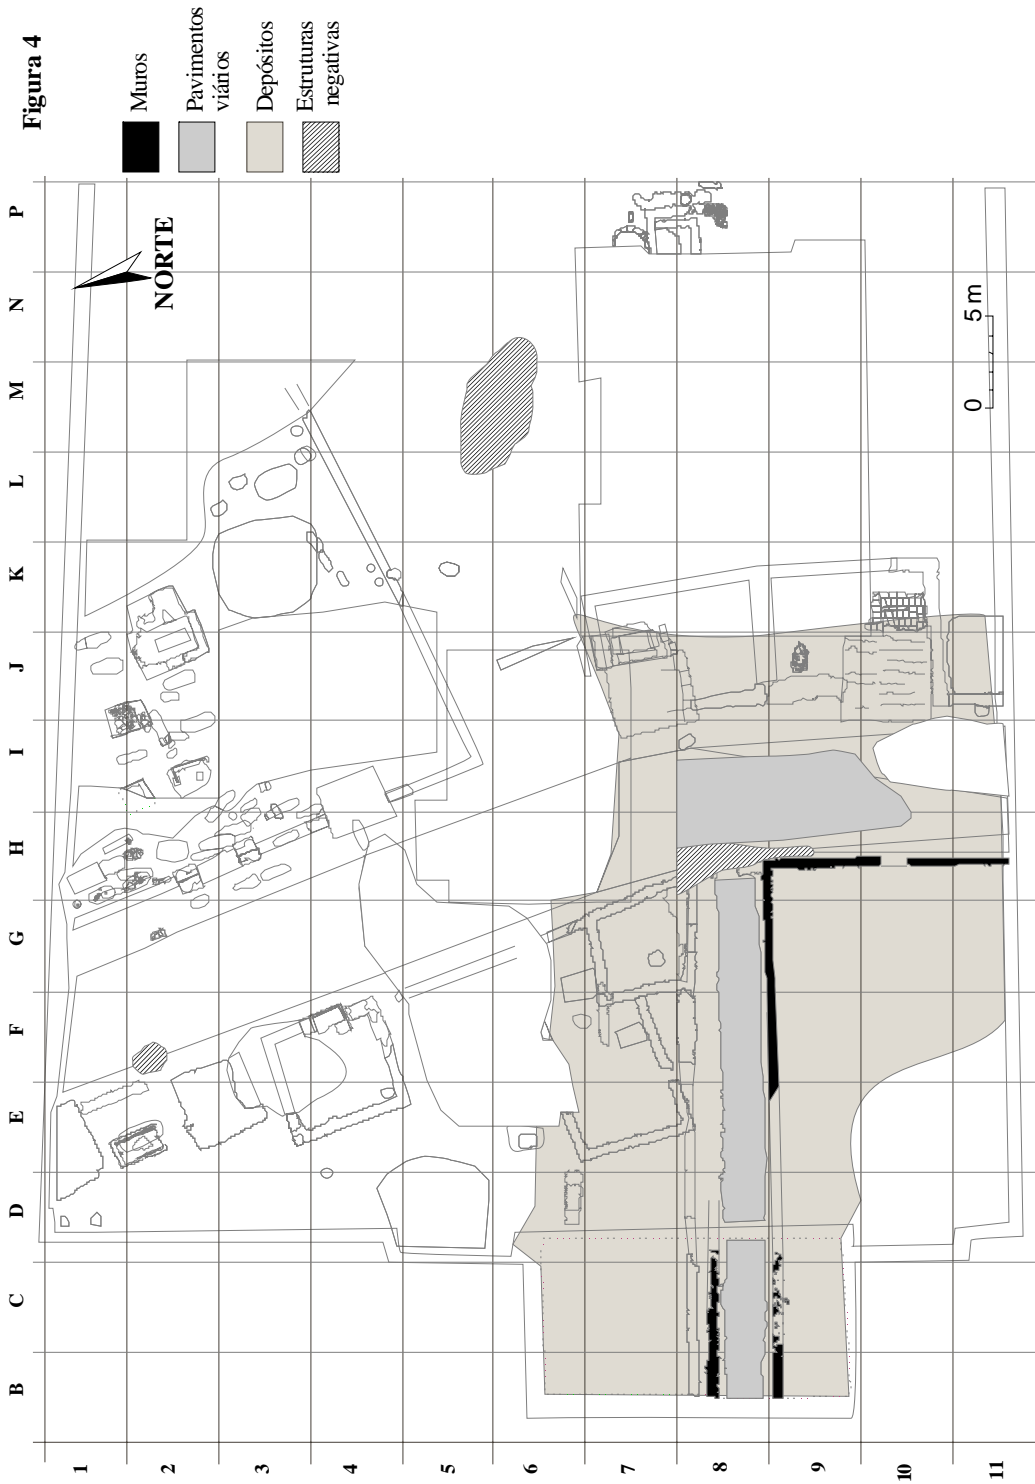 Figura 4
Muros
Pavimentos
viários
Depósitos
Estruturas
negativas
NORTE
P
N
M
L
K
J
I
H
G
F
E
D
C
B
1
2
3
4
5
6
7
8
9
10
11
0 5 m